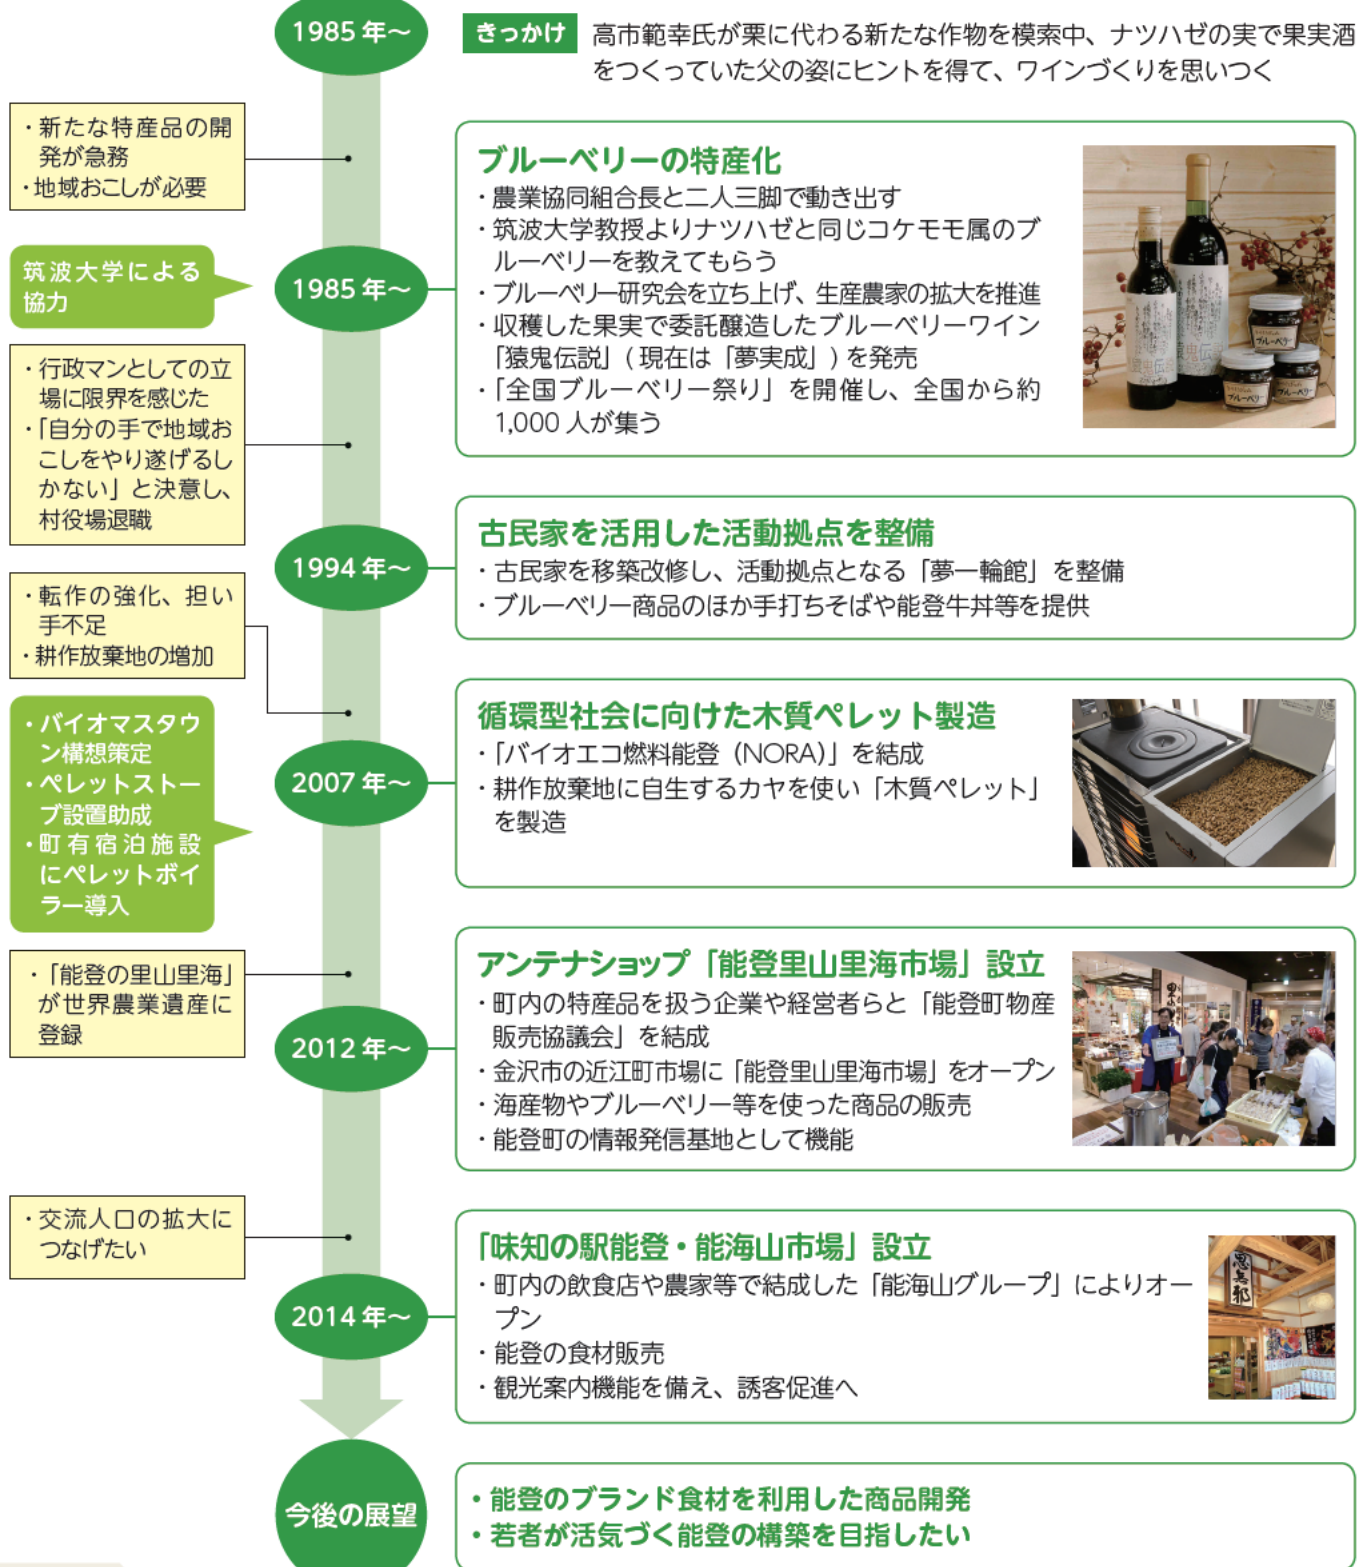 1985 年～
きっかけ
高市範幸氏が栗に代わる新たな作物を模索中、ナツハゼの実で果実酒
をつくっていた父の姿にヒントを得て、ワインづくりを思いつく
・新たな特産品の開
発が急務
・地域おこしが必要
筑波大学による
協力
1985 年～
ブルーベリーの特産化
・農業協同組合長と二人三脚で動き出す
・筑波大学教授よりナツハゼと同じコケモモ属のブ
ルーベリーを教えてもらう
・ブルーベリー研究会を立ち上げ、生産農家の拡大を推進
・収穫した果実で委託醸造したブルーベリーワイン
「猿鬼伝説」( 現在は「夢実成」) を発売
・「全国ブルーベリー祭り」を開催し、全国から約
1,000 人が集う
ブルーベリー
ブルーベリー
ブルーベリー
・行政マンとしての立
場に限界を感じた
・「自分の手で地域お
こしをやり遂げるし
かない」と決意し、
村役場退職
1994 年～
古民家を活用した活動拠点を整備
・古民家を移築改修し、活動拠点となる「夢一輪館」を整備
・ブルーベリー商品のほか手打ちそばや能登牛丼等を提供
・転作の強化、担い
手不足
・耕作放棄地の増加
・バイオマスタウ
ン構想策定
・ペレットストー
ブ設置助成
・町有宿泊施設
にペレットボイ
ラー導入
2007 年～
循環型社会に向けた木質ペレット製造
・「バイオエコ燃料能登（NORA）」を結成
・耕作放棄地に自生するカヤを使い「木質ペレット」
を製造
・「能登の里山里海」
が世界農業遺産に
登録
2012 年～
アンテナショップ「能登里山里海市場」設立
・町内の特産品を扱う企業や経営者らと「能登町物産
販売協議会」を結成
・金沢市の近江町市場に「能登里山里海市場」をオープン
・海産物やブルーベリー等を使った商品の販売
・能登町の情報発信基地として機能
・交流人口の拡大に
つなげたい
2014 年～
「味知の駅能登・能海山市場」設立
・町内の飲食店や農家等で結成した「能海山グループ」によりオー
プン
・能登の食材販売
・観光案内機能を備え、誘客促進へ
思無邪
今後の展望
・能登のブランド食材を利用した商品開発
・若者が活気づく能登の構築を目指したい